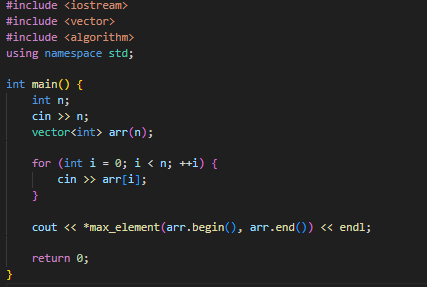 #include <iostream>
#include <vector>
#include <algorithm>
using namespace std;

int main() {
    int n;
    cin >> n;
    vector<int> arr(n);

    for (int i = 0; i < n; ++i) {
        cin >> arr[i];
    }

    cout << *max_element(arr.begin(), arr.end()) << endl;

    return 0;
}